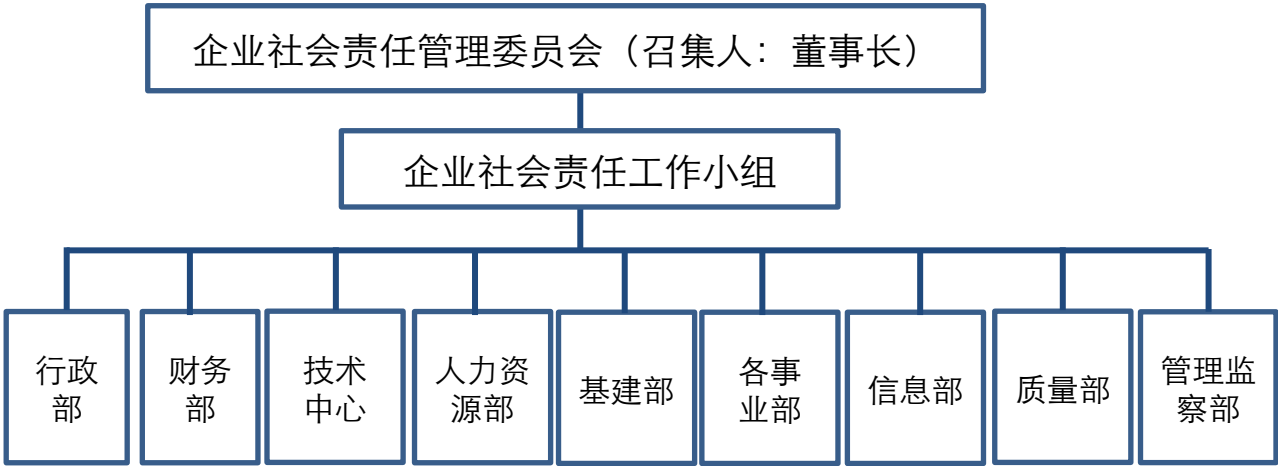 企业社会责任管理委员会（召集人：董事长）
企业社会责任工作小组
行政
部
财务
部
技术
中心
人力资
源部
基建部
各事
业部
信息部
质量部
管理监
察部